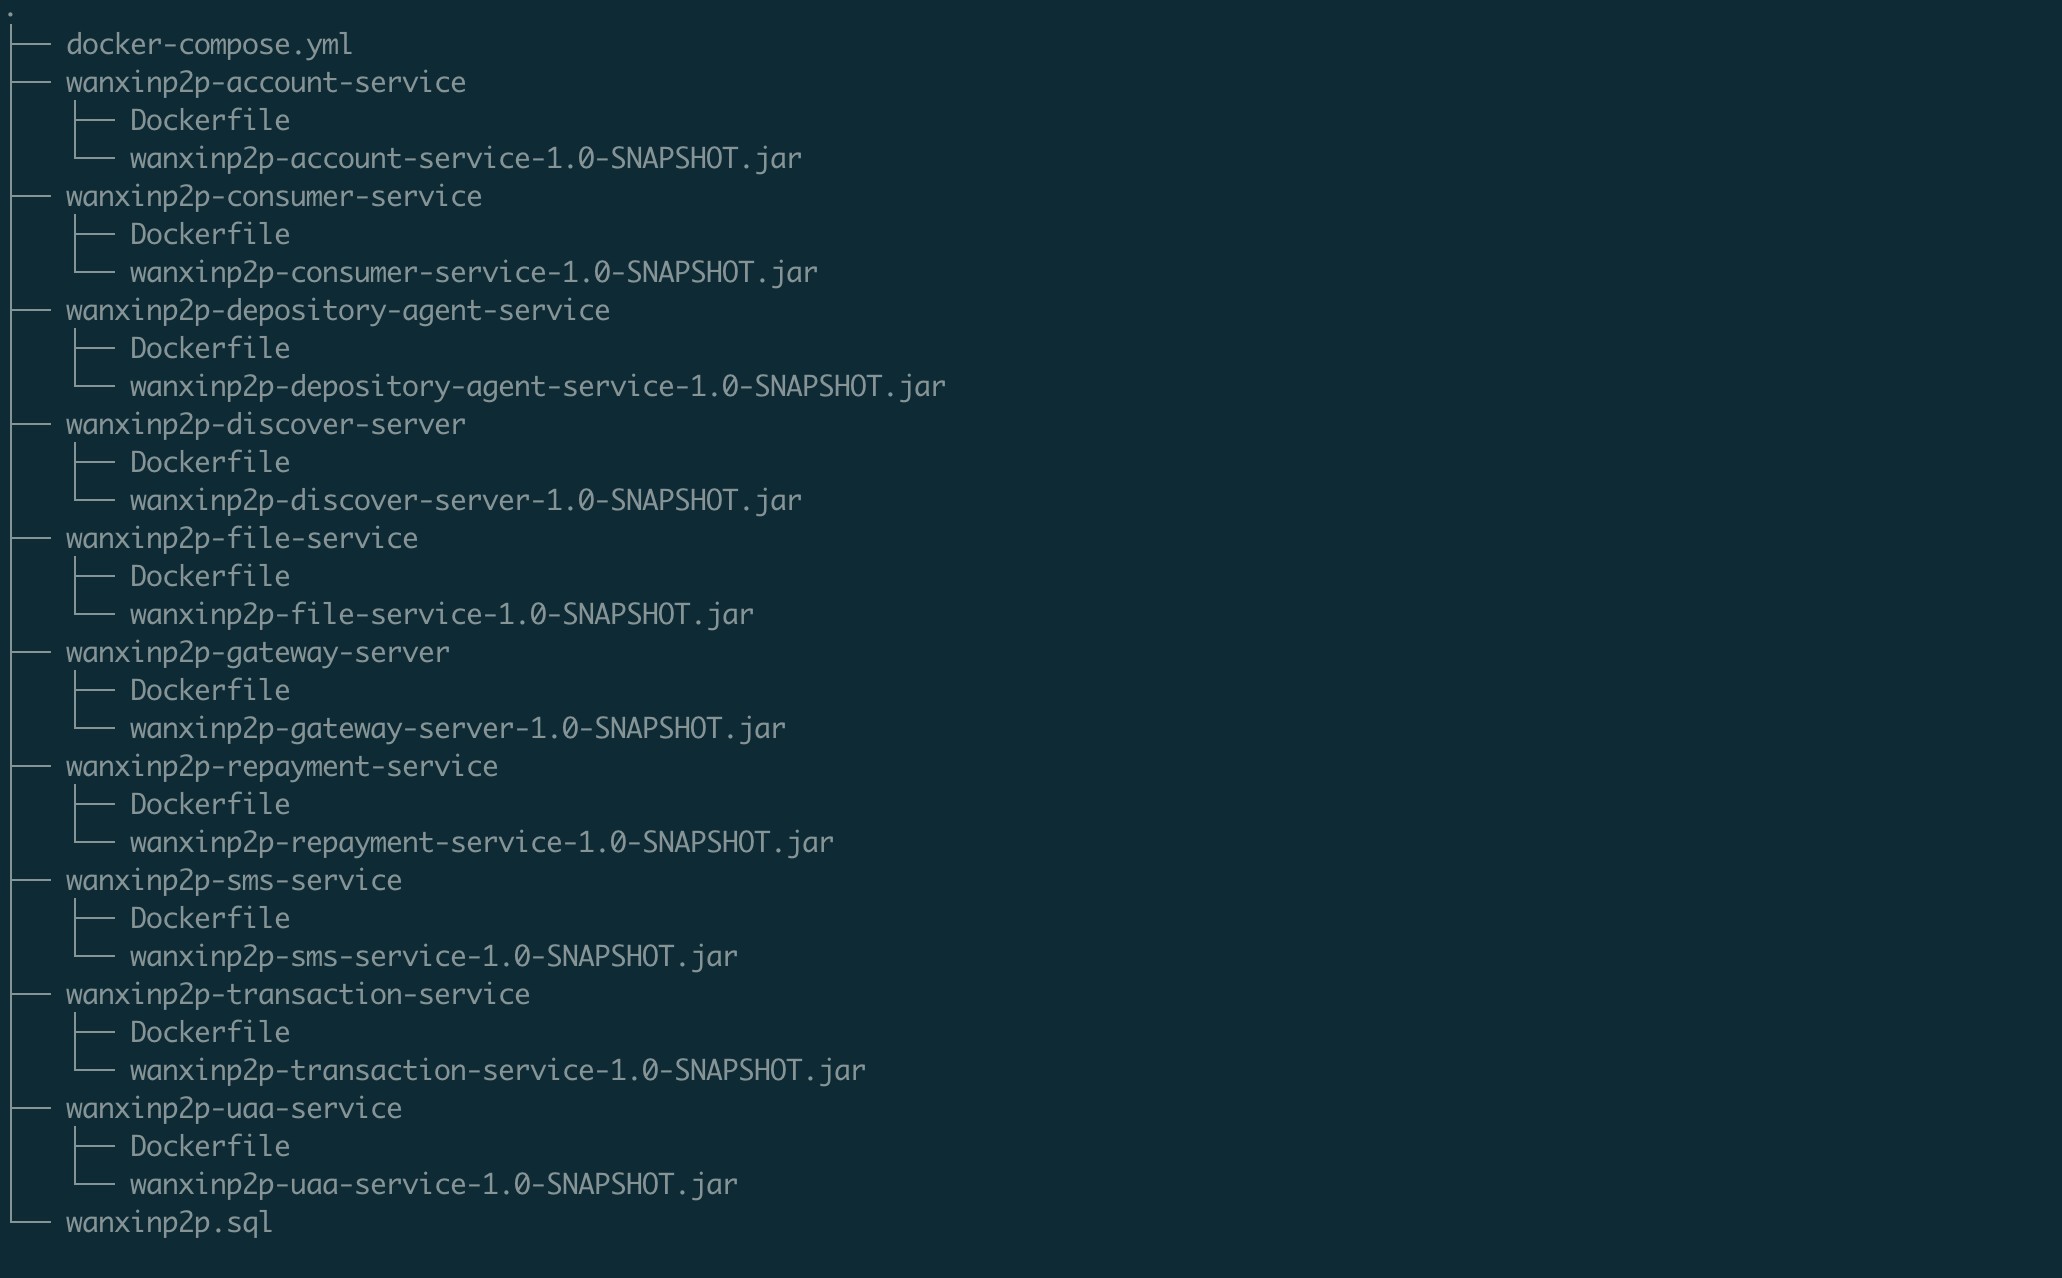 .
├── docker-compose.yml
├── wanxinp2p-account-service
│   ├── Dockerfile
│   └── wanxinp2p-account-service-1.0-SNAPSHOT.jar
├── wanxinp2p-consumer-service
│   ├── Dockerfile
│   └── wanxinp2p-consumer-service-1.0-SNAPSHOT.jar
├── wanxinp2p-depository-agent-service
│   ├── Dockerfile
│   └── wanxinp2p-depository-agent-service-1.0-SNAPSHOT.jar
├── wanxinp2p-discover-server
│   ├── Dockerfile
│   └── wanxinp2p-discover-server-1.0-SNAPSHOT.jar
├── wanxinp2p-file-service
│   ├── Dockerfile
│   └── wanxinp2p-file-service-1.0-SNAPSHOT.jar
├── wanxinp2p-gateway-server
│   ├── Dockerfile
│   └── wanxinp2p-gateway-server-1.0-SNAPSHOT.jar
├── wanxinp2p-repayment-service
│   ├── Dockerfile
│   └── wanxinp2p-repayment-service-1.0-SNAPSHOT.jar
├── wanxinp2p-sms-service
│   ├── Dockerfile
│   └── wanxinp2p-sms-service-1.0-SNAPSHOT.jar
├── wanxinp2p-transaction-service
│   ├── Dockerfile
│   └── wanxinp2p-transaction-service-1.0-SNAPSHOT.jar
├── wanxinp2p-uaa-service
│   ├── Dockerfile
│   └── wanxinp2p-uaa-service-1.0-SNAPSHOT.jar
└── wanxinp2p.sql